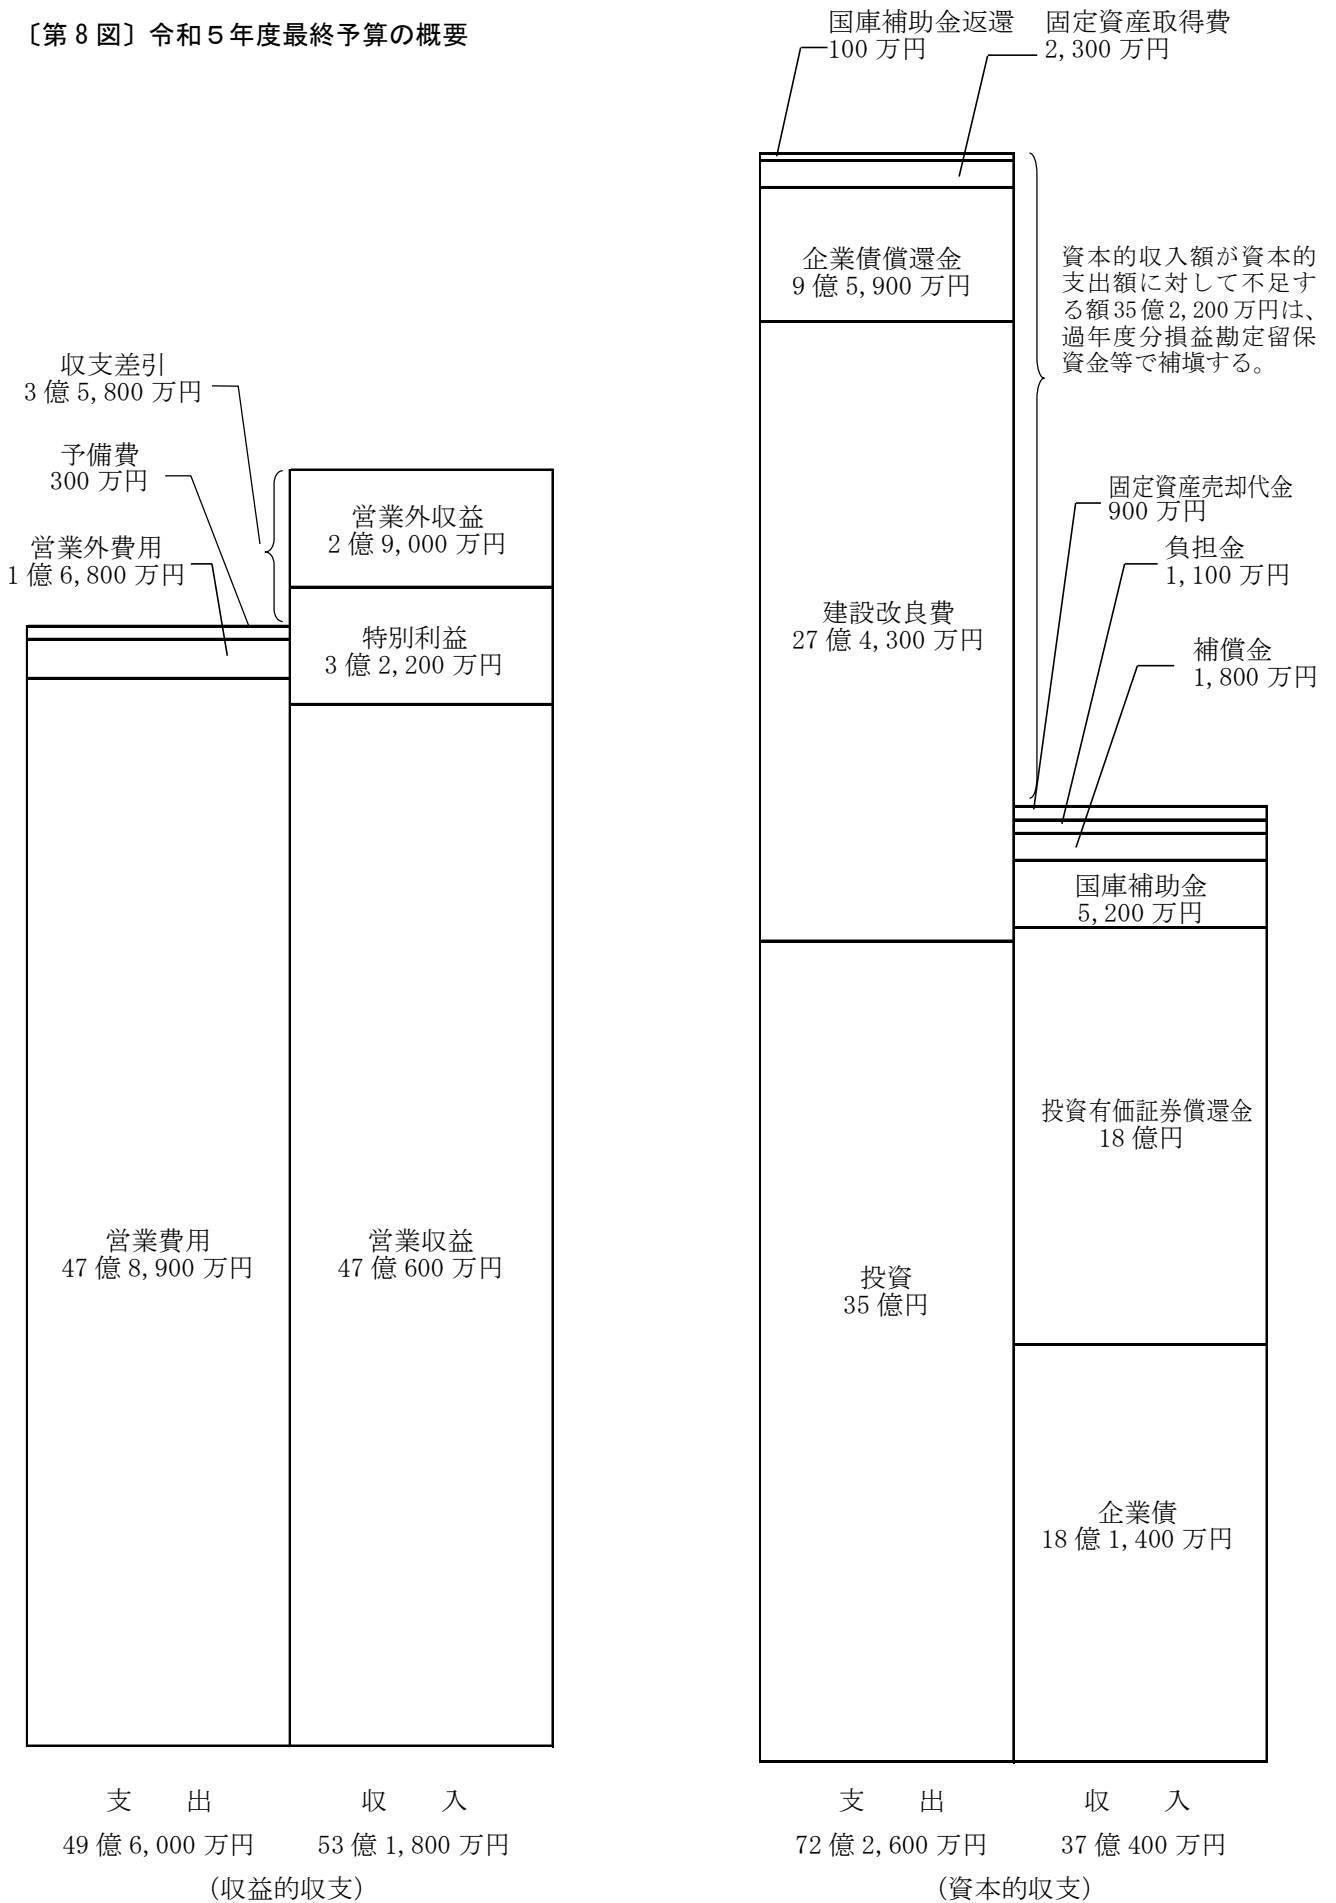 〔第８図〕令和５年度最終予算の概要
国庫補助金返還
100 万円
固定資産取得費
2,300 万円
企業債償還金
9 億 5,900 万円
資本的収入額が資本的
支出額に対して不足す
る額35億2,200万円は、
過年度分損益勘定留保
資金等で補塡する。
収支差引
3 億 5,800 万円
予備費
300 万円
営業外費用
1 億 6,800 万円
営業外収益
2 億 9,000 万円
特別利益
3 億 2,200 万円
建設改良費
27 億 4,300 万円
固定資産売却代金
900 万円
負担金
1,100 万円
補償金
1,800 万円
国庫補助金
5,200 万円
投資有価証券償還金
18 億円
営業費用
47 億 8,900 万円
営業収益
47 億 600 万円
投資
35 億円
企業債
18 億 1,400 万円
支　出
49 億 6,000 万円
収　入
53 億 1,800 万円
（収益的収支）
支　出
72 億 2,600 万円
収　入
37 億 400 万円
（資本的収支）